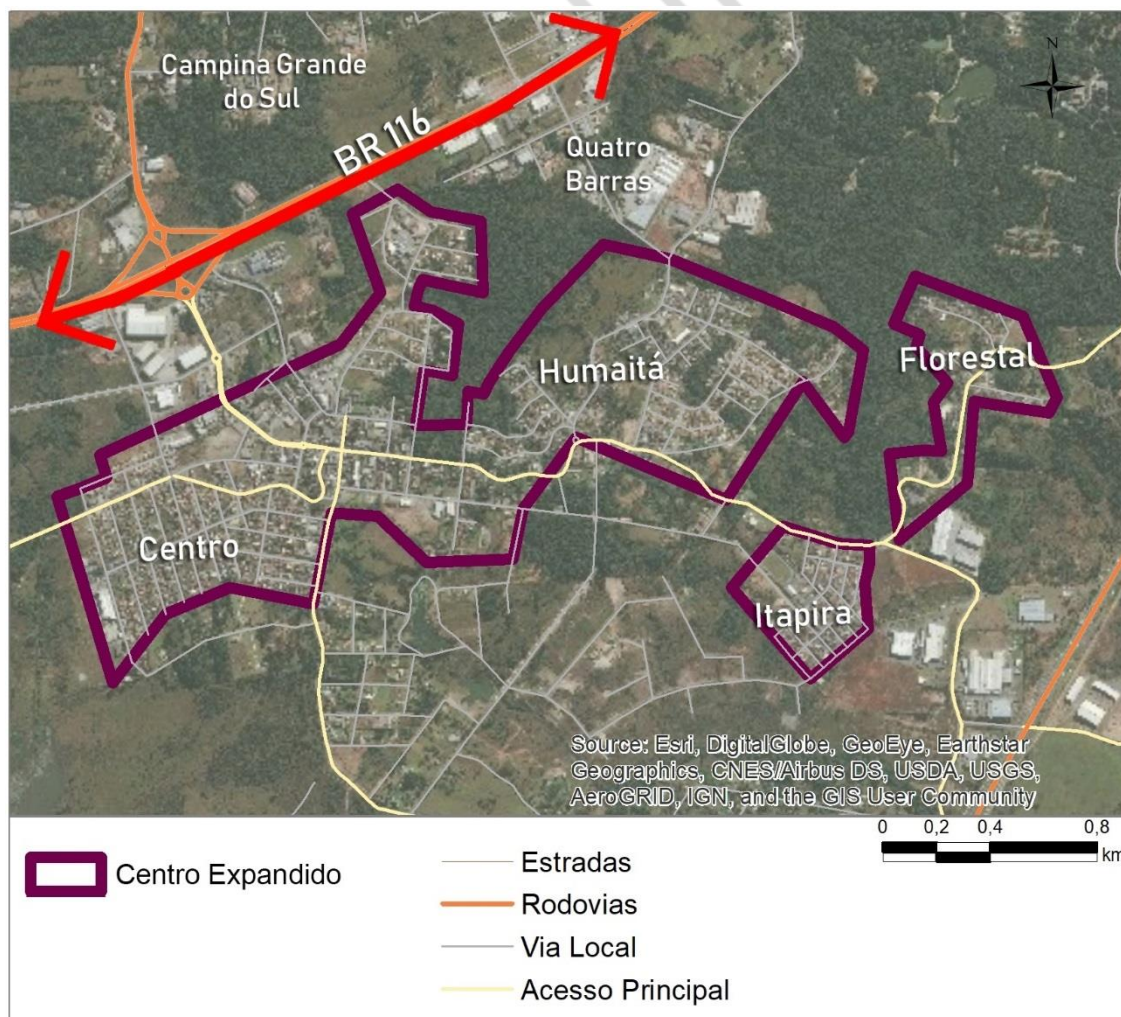 Campina Grande
do Sul
N
BR 116
Quatro
Barras
Humaitá
Florestal
Centro
Itapira
Source: Esri, DigitalGlobe, GeoEye, Earthstar
Geographics, CNES/Airbus DS, USDA, USGS,
AeroGRID, IGN, and the GIS User Community
0 0,2 0,4 0,8
km
Centro Expandido
Estradas
Rodovias
Via Local
Acesso Principal